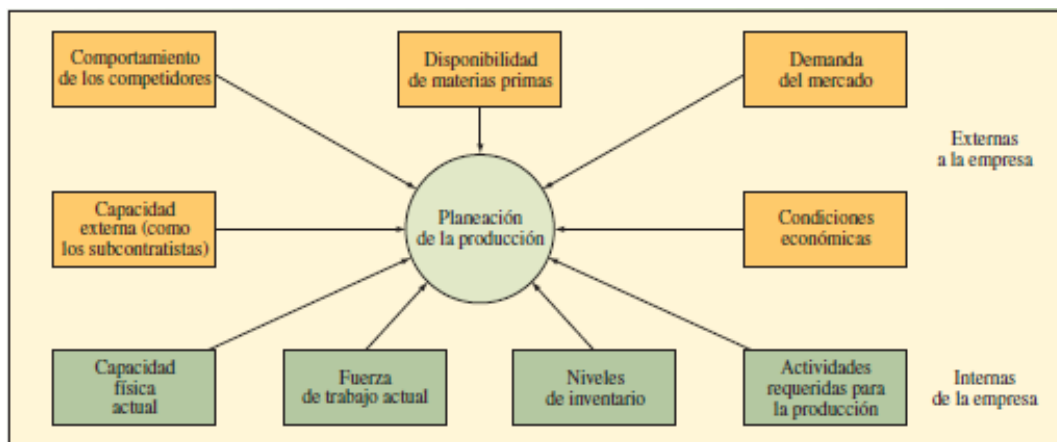 Comportamiento
de los competidores
Disponibilidad
de materias primas
Demanda
del mercado
Externas
a la empresa
Capacidad
externa (como
los subcontratistas)
Planeación
de la producción
Condiciones
económicas
Capacidad
física
actual
Fuerza
de trabajo actual
Niveles
de inventario
Actividades
requeridas para
la producción
Internas
de la empresa